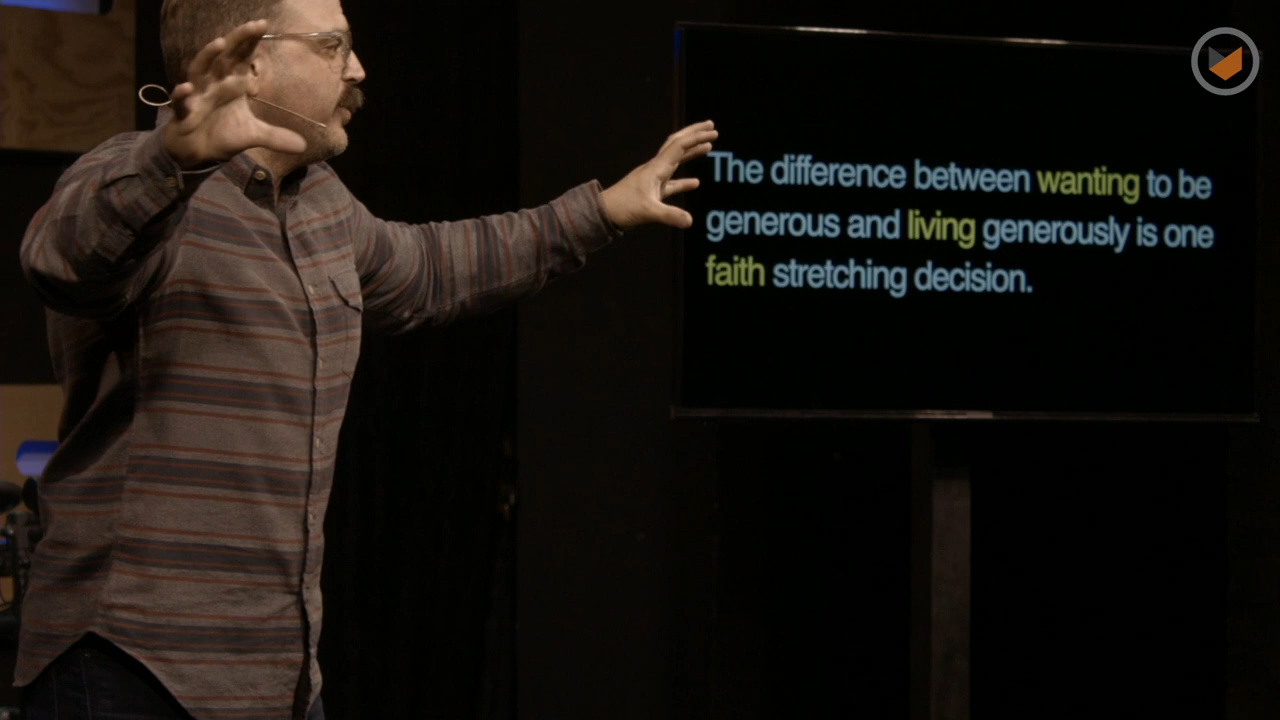 The difference between wanting to be
generous and living generously is one
faith stretching decision.